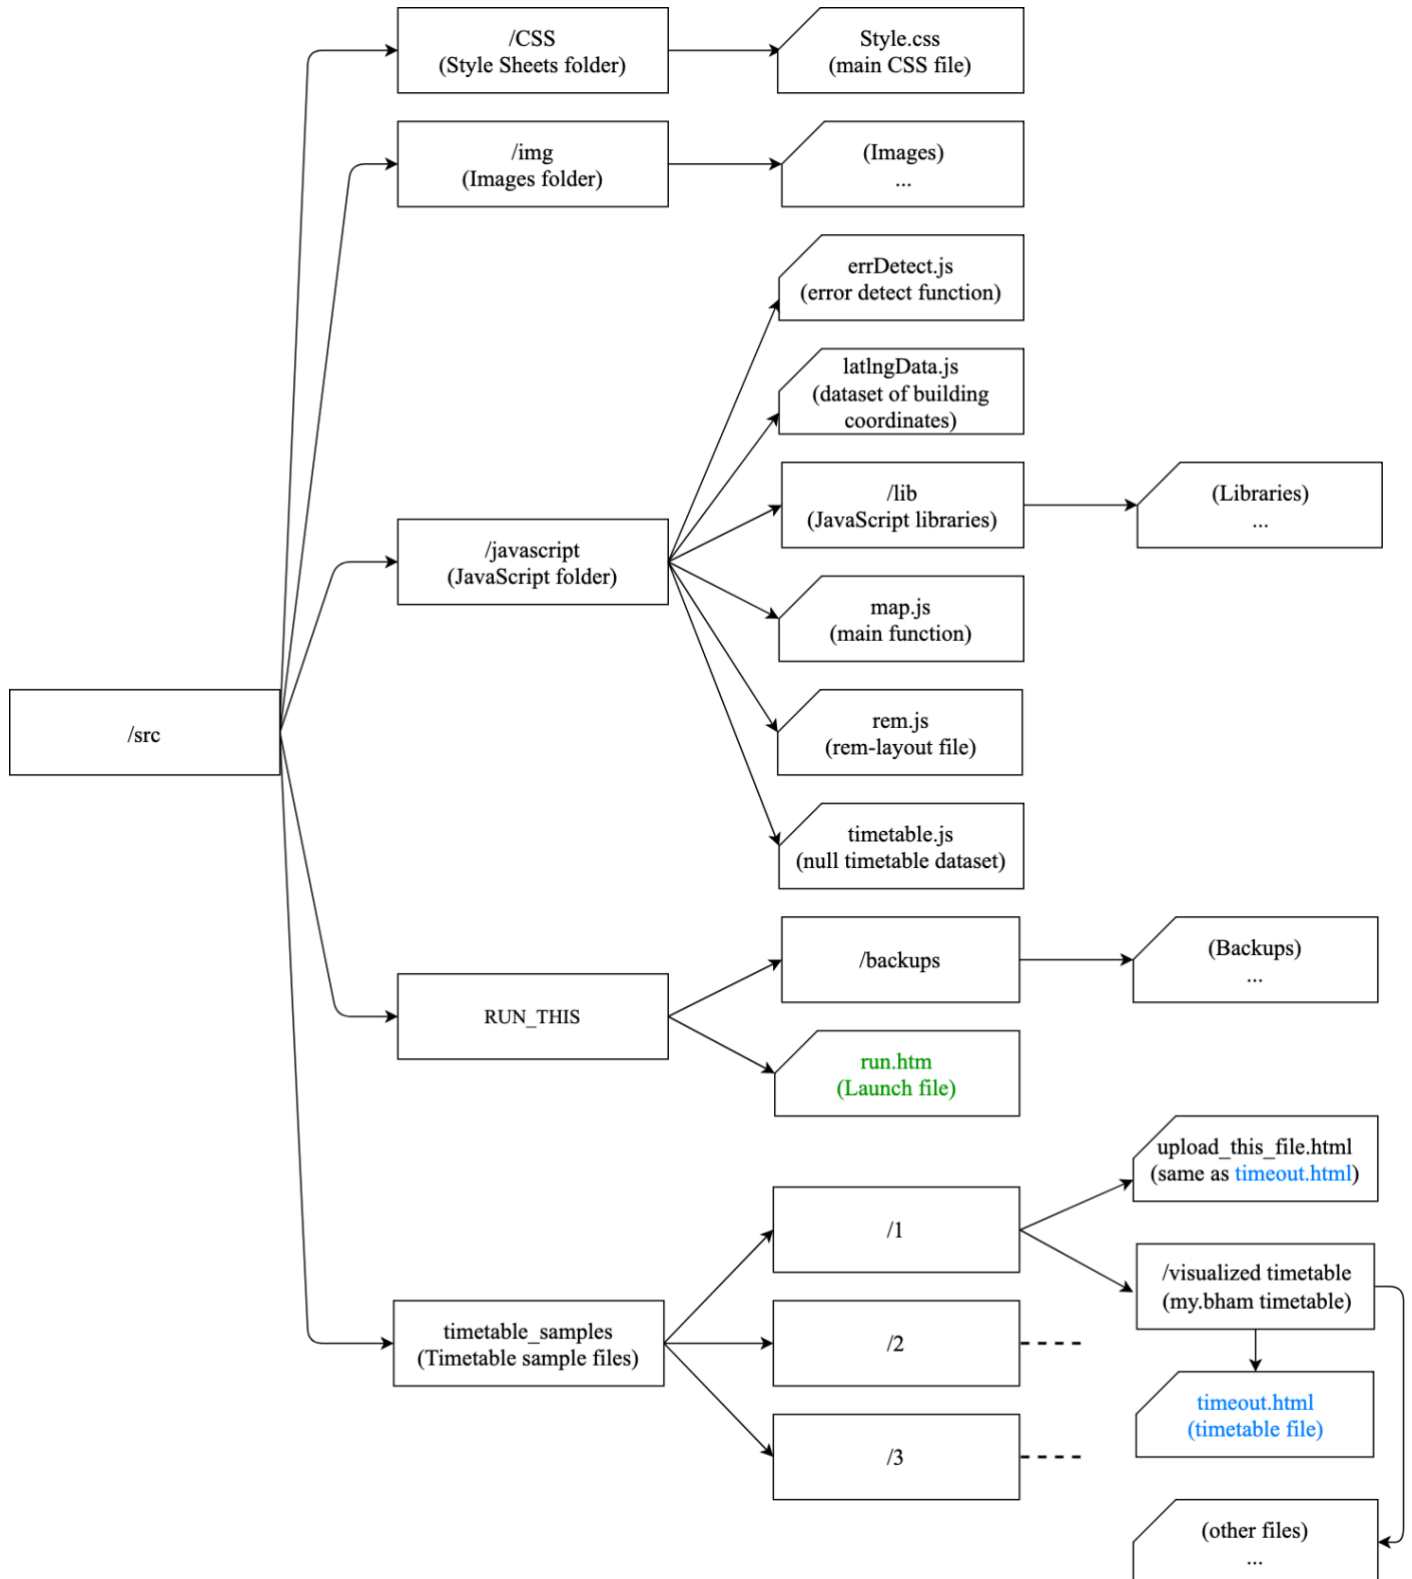 /CSS
(Style Sheets folder)
Style.css
(main CSS file)
/img
(Images folder)
(Images)
...
errDetect.js
(error detect function)
latlngData.js
(dataset of building
coordinates)
/lib
(JavaScript libraries)
(Libraries)
...
/javascript
(JavaScript folder)
map.js
(main function)
rem.js
(rem-layout file)
/src
timetable.js
(null timetable dataset)
/backups
(Backups)
...
RUN_THIS
run.htm
(Launch file)
upload_this_file.html
(same as timeout.html)
/1
/visualized timetable
(my.bham timetable)
timetable_samples
(Timetable sample files)
/2
timeout.html
(timetable file)
/3
(other files)
...